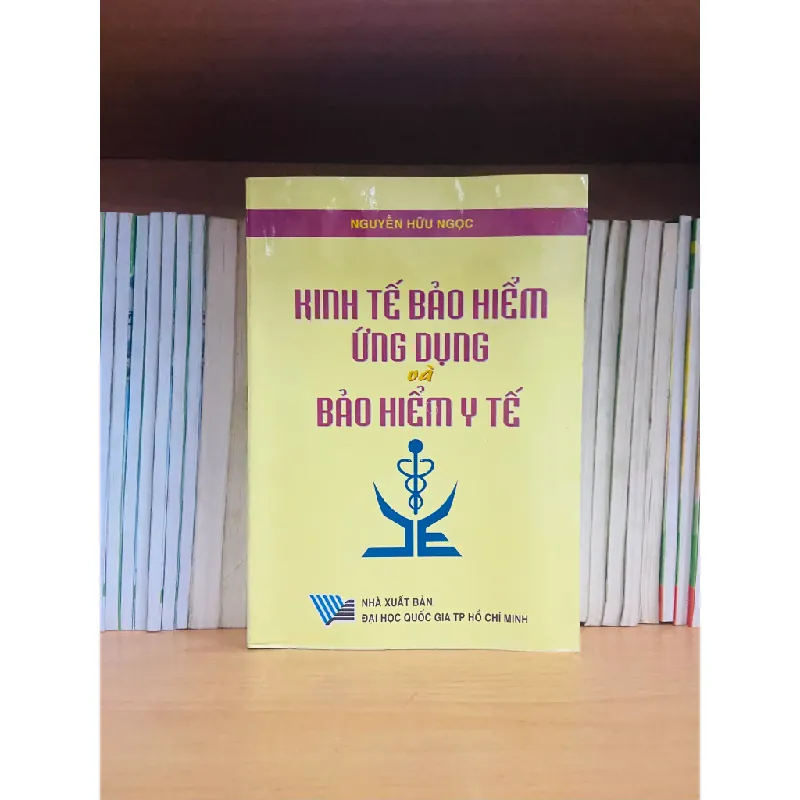 NGUYỄN HỮU NGỌC
KINH TẾ BẢO HIỂM
ỨNG DỤNG
và
BẢO HIỂM Y TẾ
NHÀ XUẤT BẢN
ĐẠI HỌC QUỐC GIA TP HỒ CHÍ MINH